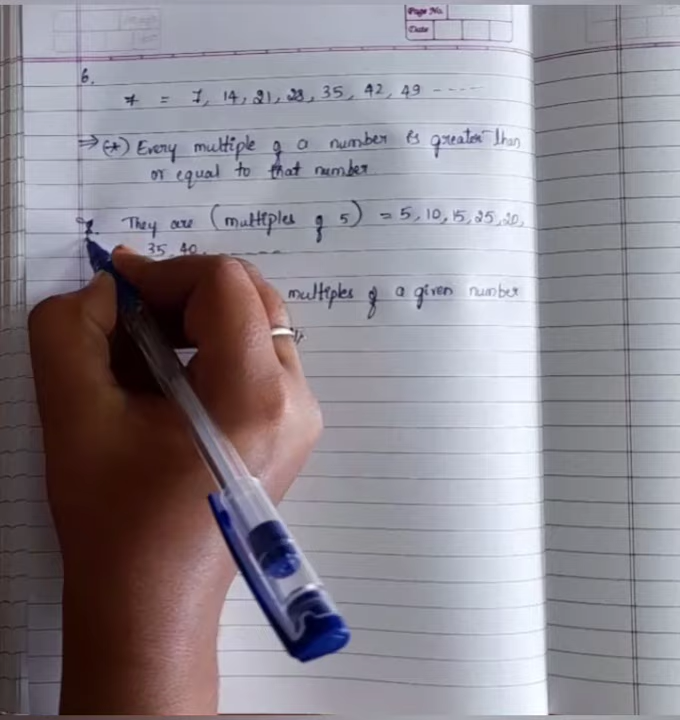 Page No.
Date
6.
* = 7, 14, 21, 28, 35, 42, 49 -----
⇒ (*) Every multiple of a number is greater than
or equal to that number
They are (multiples of 5) = 5, 10, 15, 25, 20,
35, 40, -----
multiples of a given number